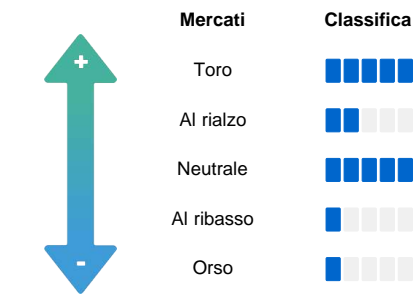 Mercati Classifica
+
Toro
Al rialzo
Neutrale
Al ribasso
-
Orso